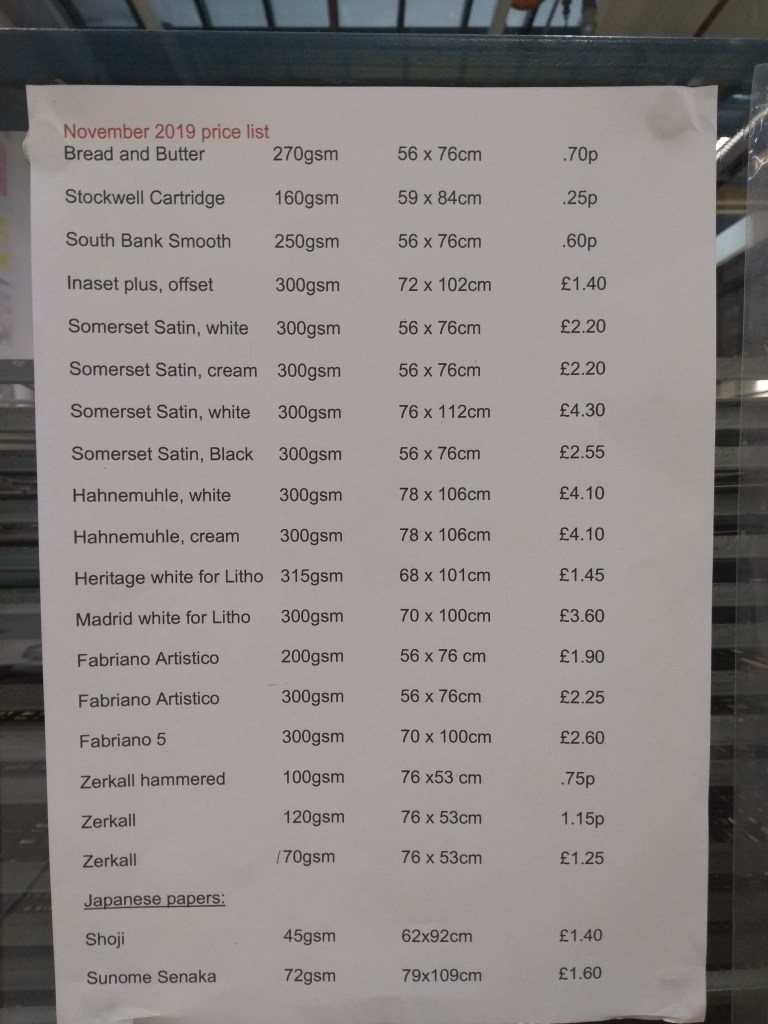 November 2019 price list
Bread and Butter 270gsm 56 x 76cm .70p
Stockwell Cartridge 160gsm 59 x 84cm .25p
South Bank Smooth 250gsm 56 x 76cm .60p
Inaset plus, offset 300gsm 72 x 102cm £1.40
Somerset Satin, white 300gsm 56 x 76cm £2.20
Somerset Satin, cream 300gsm 56 x 76cm £2.20
Somerset Satin, white 300gsm 76 x 112cm £4.30
Somerset Satin, Black 300gsm 56 x 76cm £2.55
Hahnemuhle, white 300gsm 78 x 106cm £4.10
Hahnemuhle, cream 300gsm 78 x 106cm £4.10
Heritage white for Litho 315gsm 68 x 101cm £1.45
Madrid white for Litho 300gsm 70 x 100cm £3.60
Fabriano Artistico 200gsm 56 x 76 cm £1.90
Fabriano Artistico 300gsm 56 x 76cm £2.25
Fabriano 5 300gsm 70 x 100cm £2.60
Zerkall hammered 100gsm 76 x53 cm .75p
Zerkall 120gsm 76 x 53cm 1.15p
Zerkall 170gsm 76 x 53cm £1.25
Japanese papers:
Shoji 45gsm 62x92cm £1.40
Sunome Senaka 72gsm 79x109cm £1.60